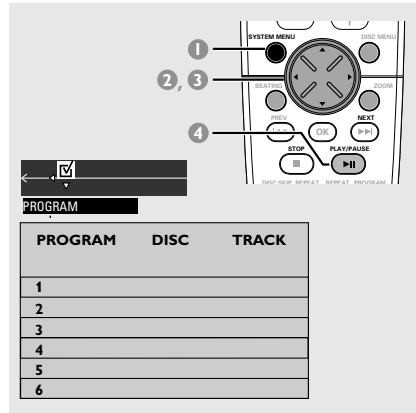 SYSTEM MENU
DISC MENU
1
2, 3
SEATING
ZOOM
PREV
NEXT
4
OK
STOP
PLAY/PAUSE
DISC SKIP REPEAT REPEAT PROGRAM
PROGRAM
PROGRAM DISC TRACK
1
2
3
4
5
6